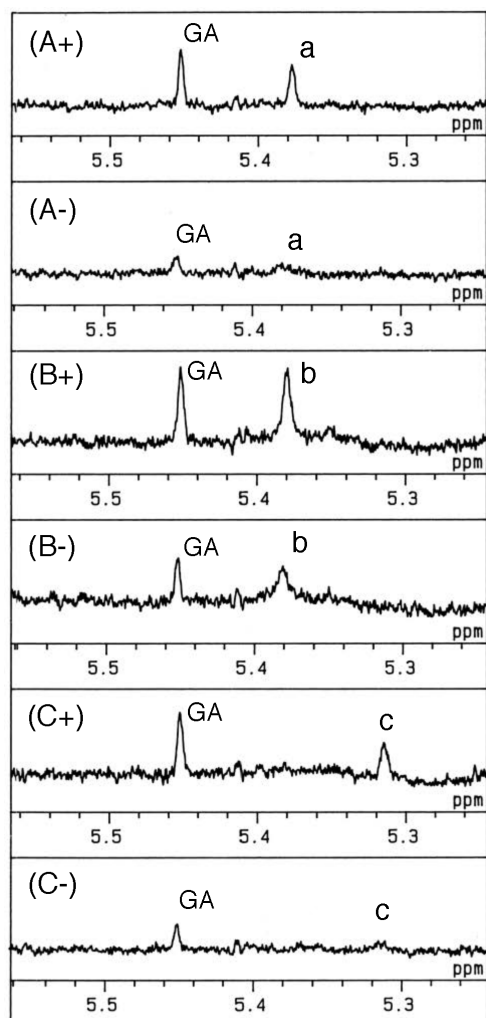 (A+) GA a
ppm
5.5 5.4 5.3
(A-) GA a
ppm
5.5 5.4 5.3
(B+) GA b
ppm
5.5 5.4 5.3
(B-) GA b
ppm
5.5 5.4 5.3
(C+) GA c
ppm
5.5 5.4 5.3
(C-) GA c
ppm
5.5 5.4 5.3